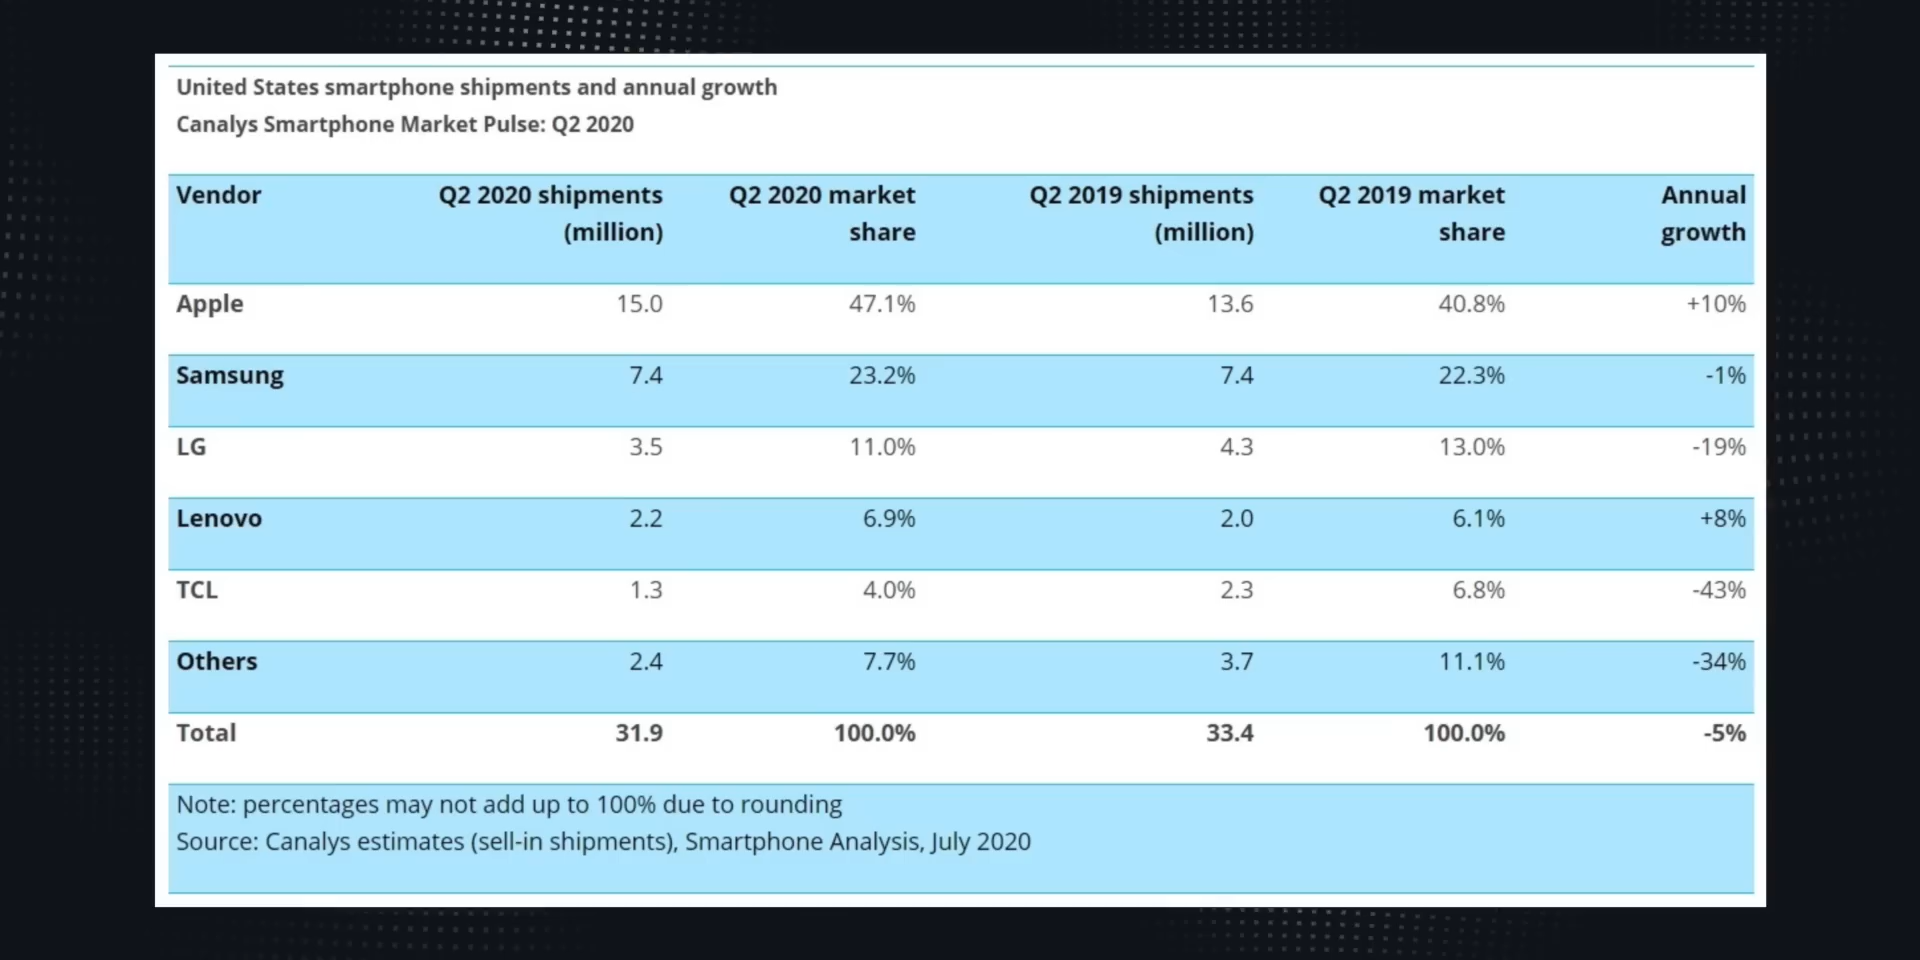 United States smartphone shipments and annual growth
Canalys Smartphone Market Pulse: Q2 2020
Vendor Q2 2020 shipments (million) Q2 2020 market share Q2 2019 shipments (million) Q2 2019 market share Annual growth
Apple 15.0 47.1% 13.6 40.8% +10%
Samsung 7.4 23.2% 7.4 22.3% -1%
LG 3.5 11.0% 4.3 13.0% -19%
Lenovo 2.2 6.9% 2.0 6.1% +8%
TCL 1.3 4.0% 2.3 6.8% -43%
Others 2.4 7.7% 3.7 11.1% -34%
Total 31.9 100.0% 33.4 100.0% -5%
Note: percentages may not add up to 100% due to rounding
Source: Canalys estimates (sell-in shipments), Smartphone Analysis, July 2020